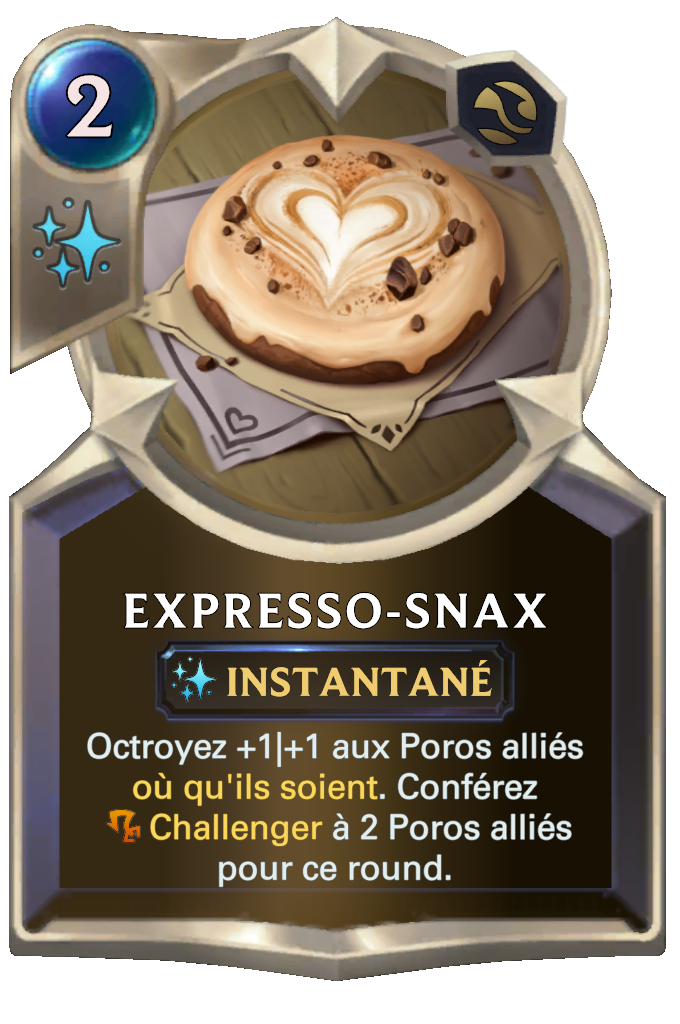 2
EXPRESSO-SNAX
INSTANTANÉ
Octroyez +1|+1 aux Poros alliés
où qu'ils soient. Conférez
Challenger à 2 Poros alliés
pour ce round.